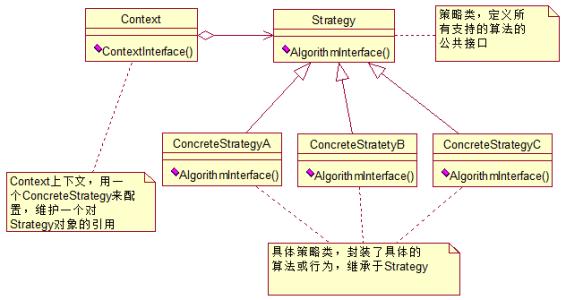 Context
ContextInterface()
Strategy
AlgorithmInterface()
策略类，定义所
有支持的算法的
公共接口
ConcreteStrategyA
AlgorithmInterface()
ConcreteStratetyB
AlgorithmInterface()
ConcreteStrategyC
AlgorithmInterface()
Context上下文，用一
个ConcreteStrategy来配
置，维护一个对
Strategy对象的引用
具体策略类，封装了具体的
算法或行为，继承于Strategy